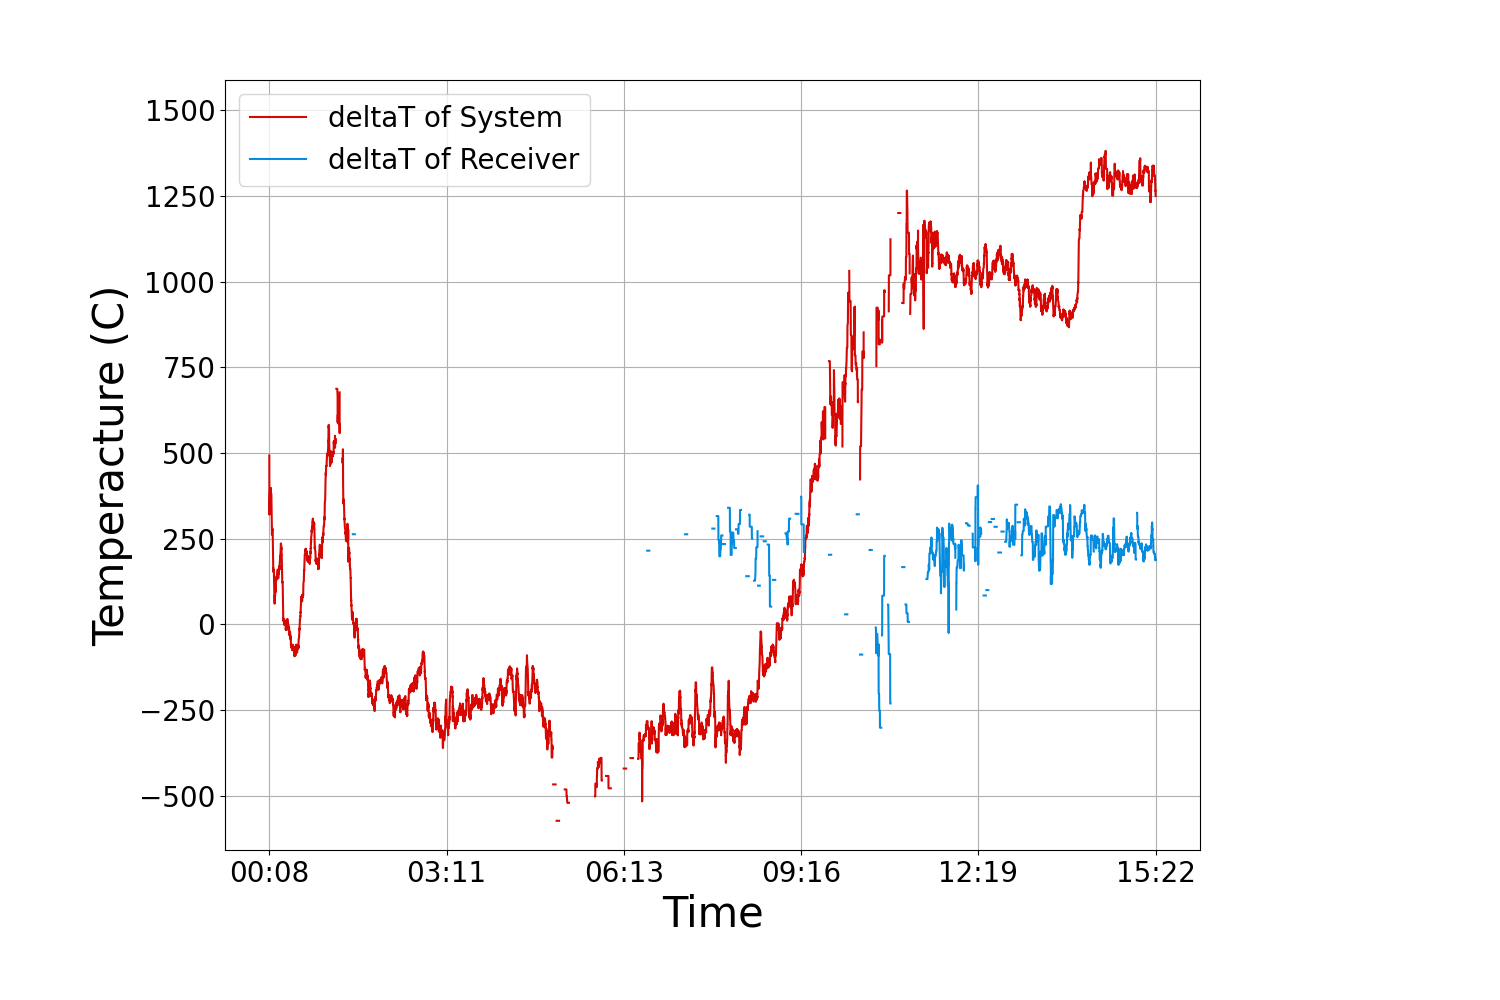 deltaT of System
deltaT of Receiver
1500
1250
1000
750
500
250
0
−250
−500
Temperacture (C)
00:08 03:11 06:13 09:16 12:19 15:22
Time